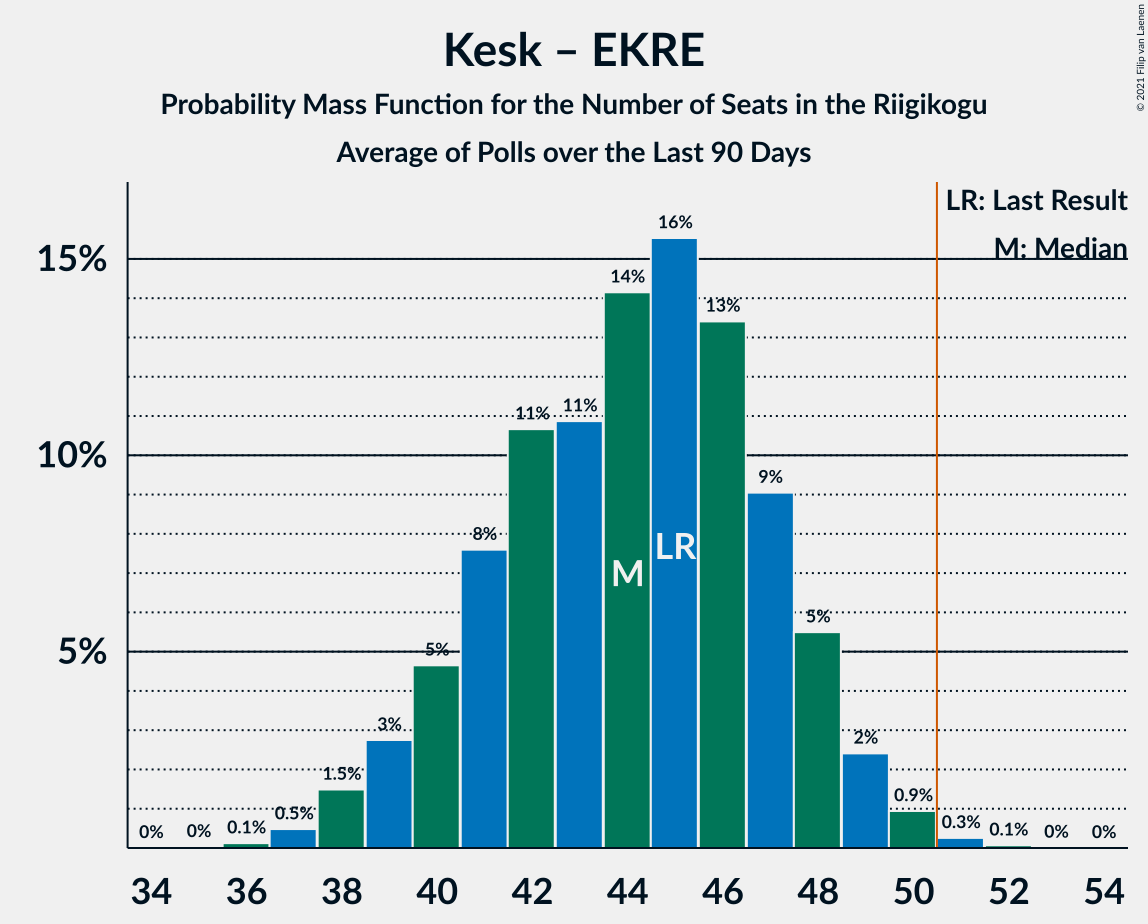 Kesk – EKRE
Probability Mass Function for the Number of Seats in the Riigikogu
Average of Polls over the Last 90 Days
© 2021 Filip van Laenen
LR: Last Result
M: Median
15%
10%
5%
0%
0%
0.1%
0.5%
1.5%
3%
5%
8%
11%
11%
14%
16%
13%
9%
5%
2%
0.9%
0.3%
0.1%
0%
0%
M
LR
34 36 38 40 42 44 46 48 50 52 54